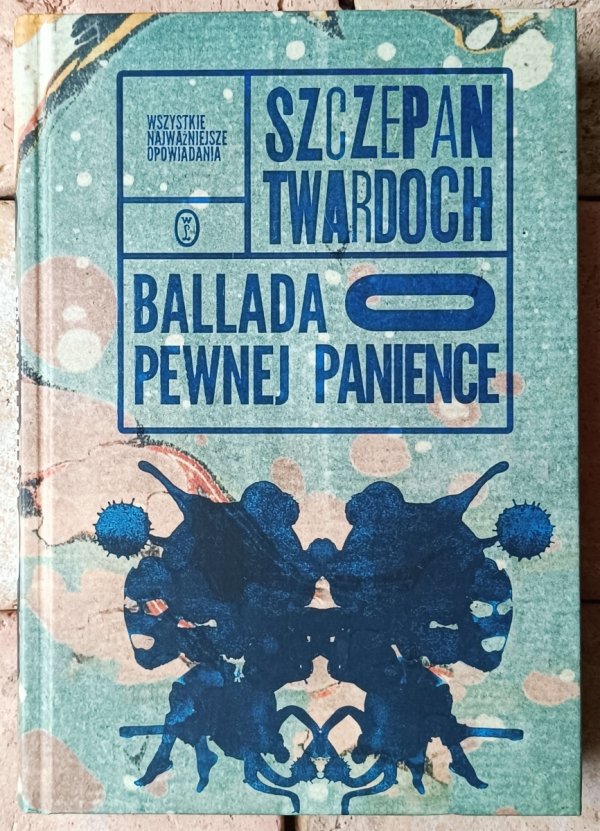 WSZYSTKIE
NAJWAŻNIEJSZE
OPOWIADANIA
SZCZEPAN
TWARDOCH
W
L
BALLADA O
PEWNEJ PANIENCE